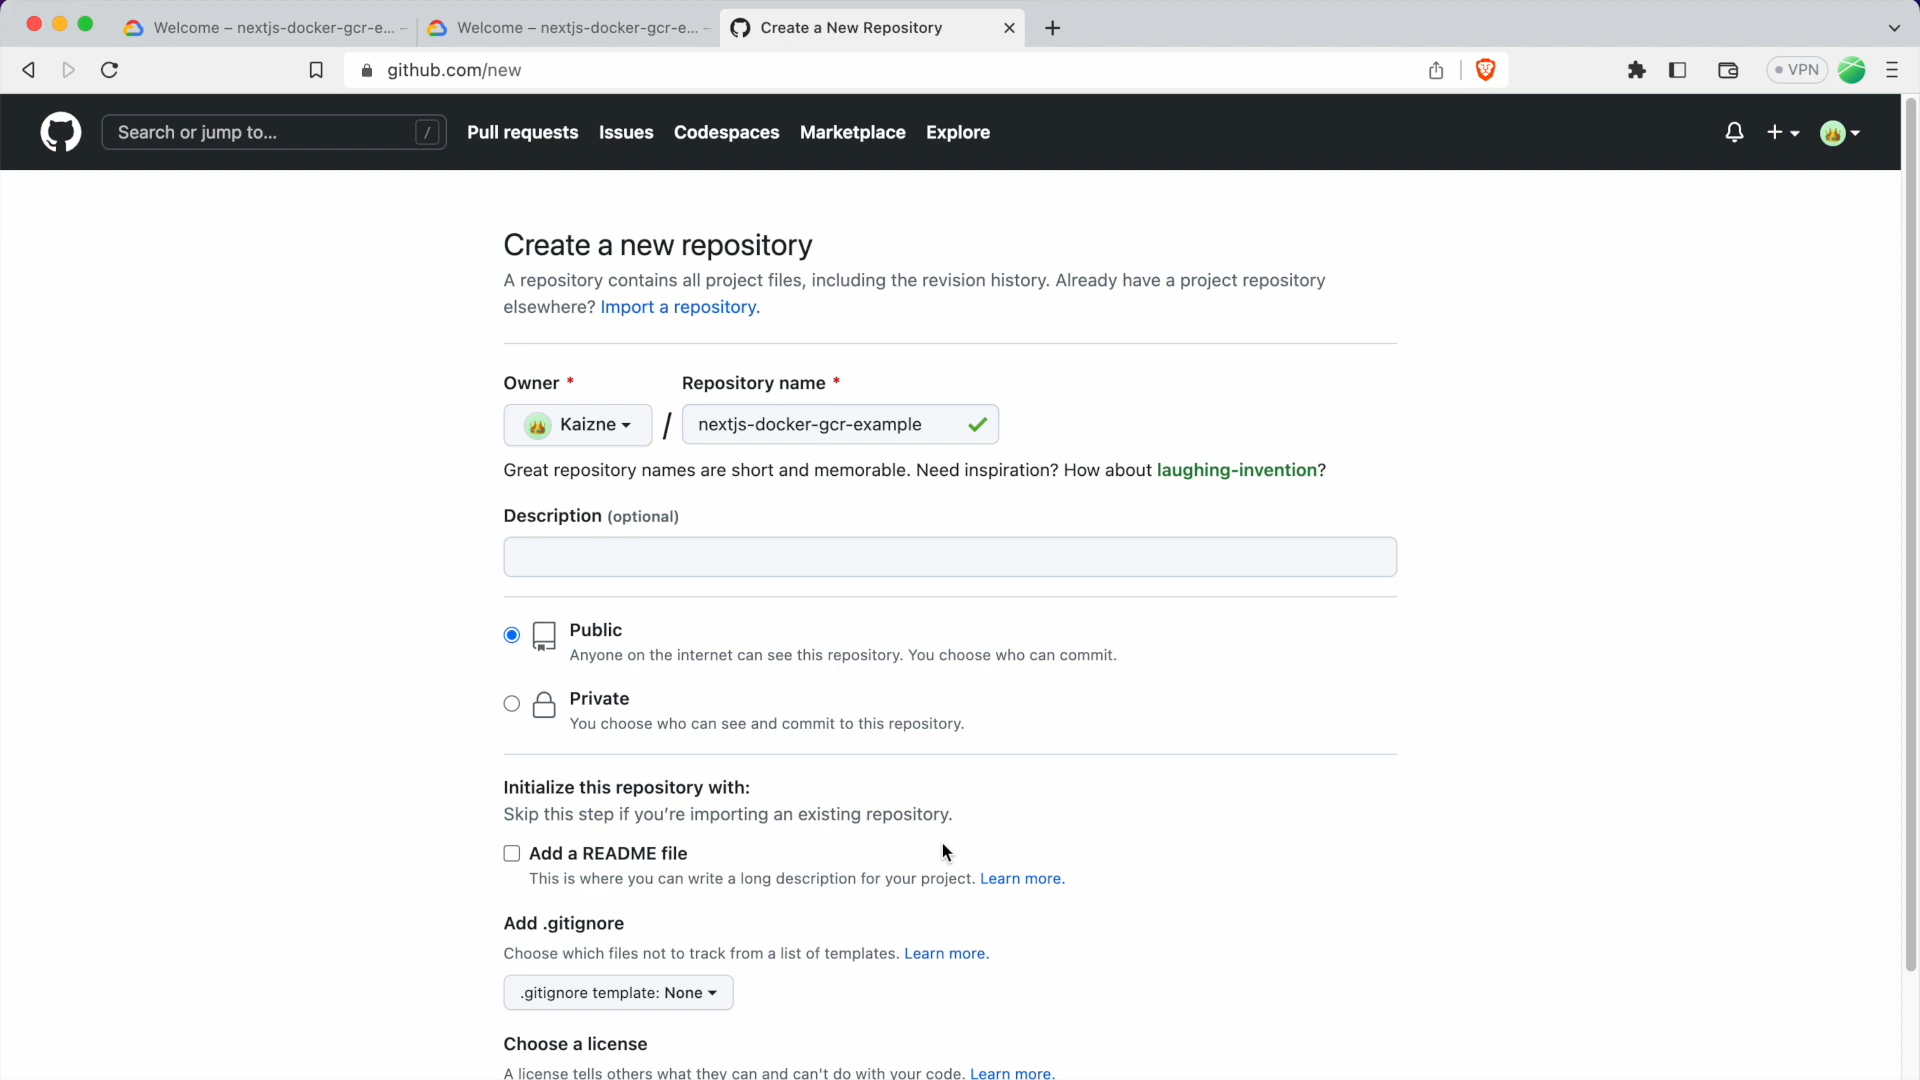 Welcome – nextjs-docker-gcr-e...
Welcome – nextjs-docker-gcr-e...
Create a New Repository
github.com/new
VPN
Search or jump to...
/
Pull requests
Issues
Codespaces
Marketplace
Explore
Create a new repository
A repository contains all project files, including the revision history. Already have a project repository
elsewhere? Import a repository.
Owner *
Repository name *
Kaizne
/
nextjs-docker-gcr-example
Great repository names are short and memorable. Need inspiration? How about laughing-invention?
Description (optional)
Public
Anyone on the internet can see this repository. You choose who can commit.
Private
You choose who can see and commit to this repository.
Initialize this repository with:
Skip this step if you’re importing an existing repository.
Add a README file
This is where you can write a long description for your project. Learn more.
Add .gitignore
Choose which files not to track from a list of templates. Learn more.
.gitignore template: None
Choose a license
A license tells others what they can and can't do with your code. Learn more.